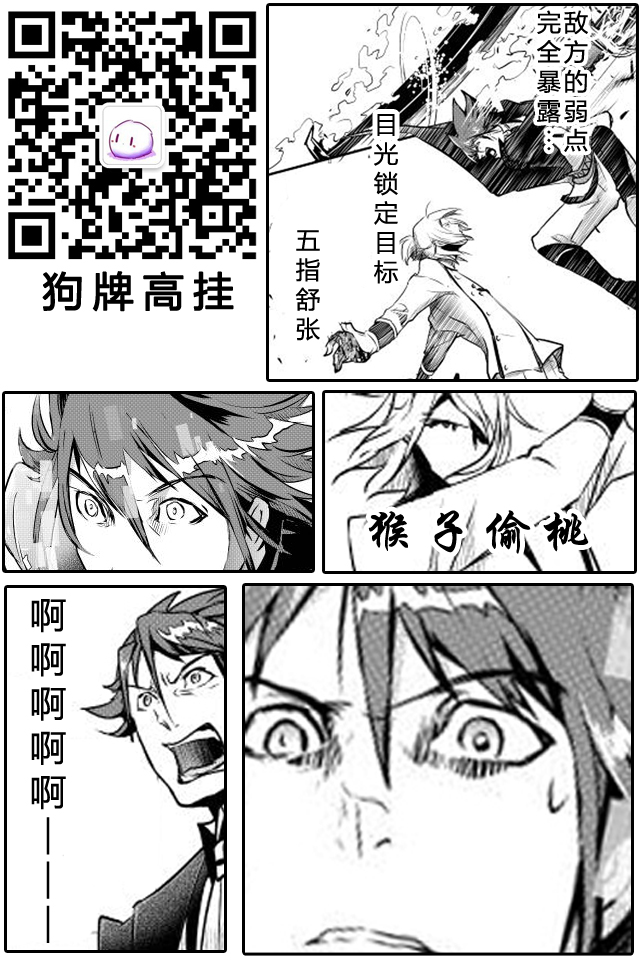 狗牌高挂
敌方的弱点
完全暴露…
目光锁定目标
五指舒张
猴子偷桃
啊啊啊啊啊———